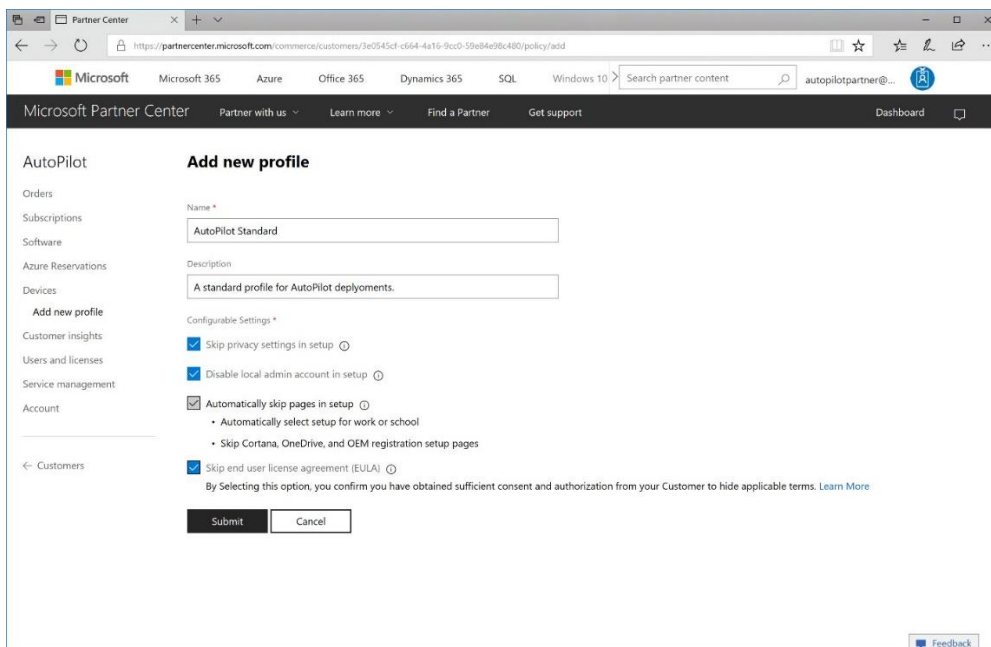 Partner Center
https://partnercenter.microsoft.com/commerce/customers/3e0545cf-c664-4a16-9cc0-59e84e98c480/policy/add
Microsoft Microsoft 365 Azure Office 365 Dynamics 365 SQL Windows 10 Search partner content autopilotpartner@...
Microsoft Partner Center Partner with us Learn more Find a Partner Get support Dashboard
AutoPilot
Orders
Subscriptions
Software
Azure Reservations
Devices
Add new profile
Customer insights
Users and licenses
Service management
Account
← Customers
Add new profile
Name *
AutoPilot Standard
Description
A standard profile for AutoPilot deplyoments.
Configurable Settings *
Skip privacy settings in setup
Disable local admin account in setup
Automatically skip pages in setup
• Automatically select setup for work or school
• Skip Cortana, OneDrive, and OEM registration setup pages
Skip end user license agreement (EULA)
By Selecting this option, you confirm you have obtained sufficient consent and authorization from your Customer to hide applicable terms. Learn More
Submit Cancel
Feedback